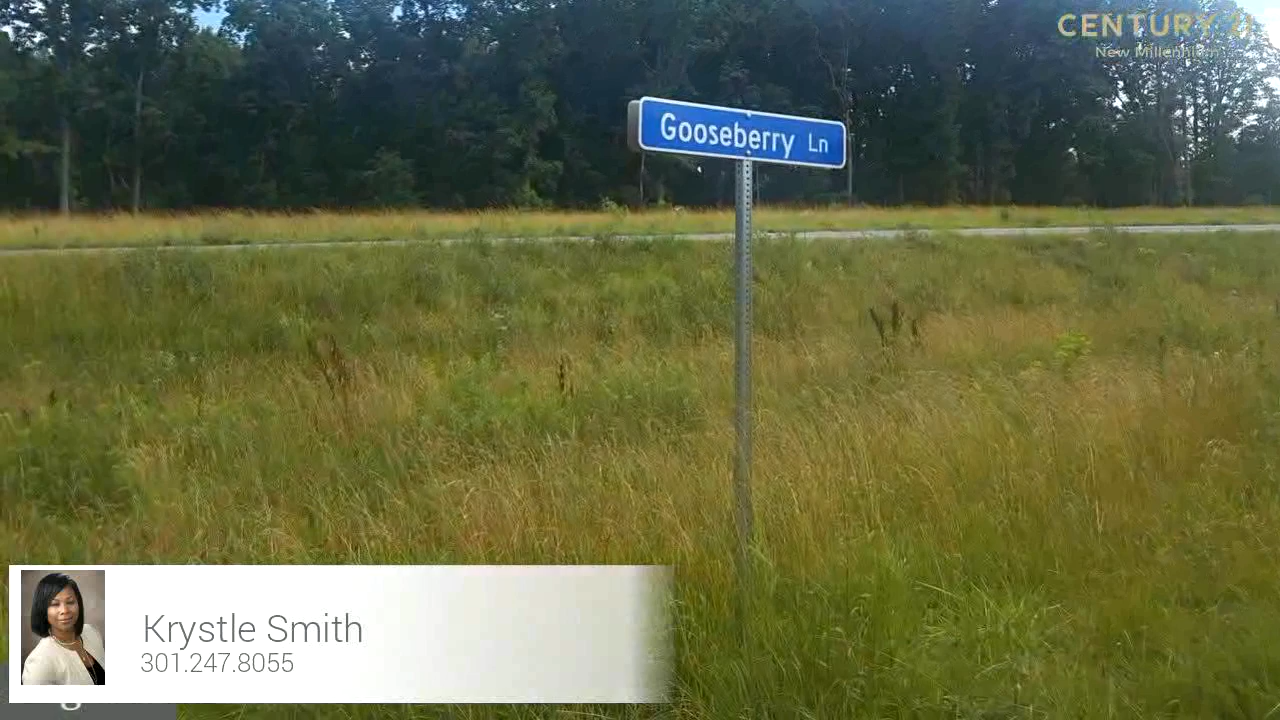 CENTURY 21
New Millennium
Gooseberry Ln
Krystle Smith
301.247.8055